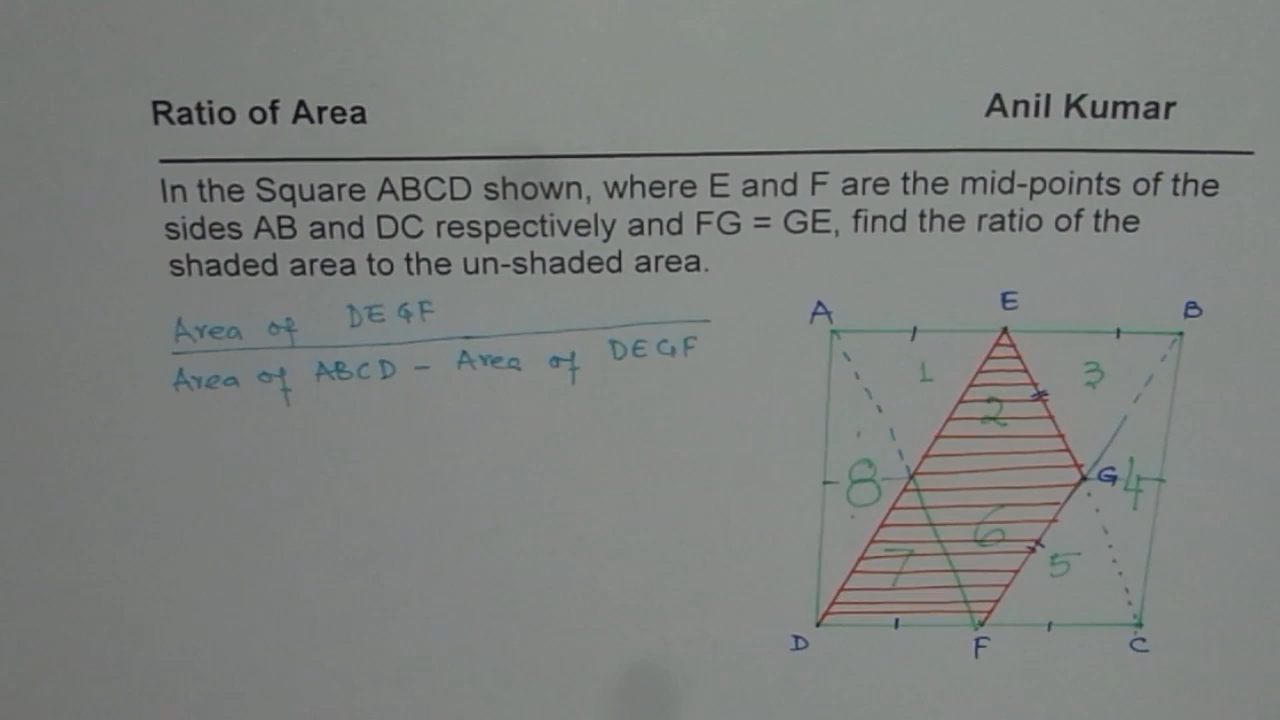 Ratio of Area
Anil Kumar
In the Square ABCD shown, where E and F are the mid-points of the
sides AB and DC respectively and FG = GE, find the ratio of the
shaded area to the un-shaded area.
Area of DEGF
Area of ABCD - Area of DEGF
A E B
1 2 3
8 G 4
7 6 5
D F C